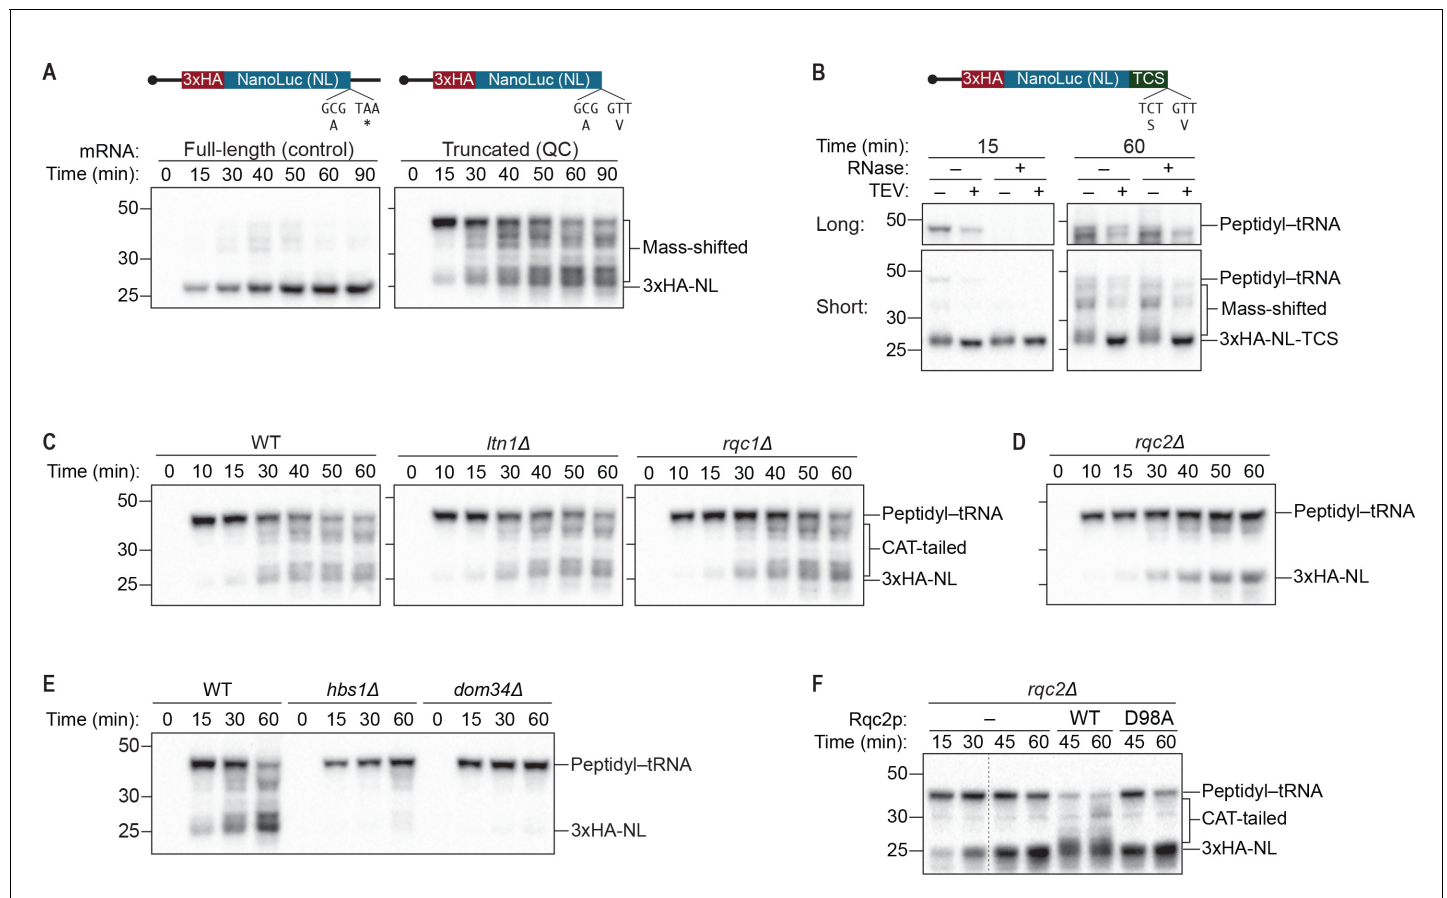 A
3xHA NanoLuc (NL)
GCG TAA
A *
3xHA NanoLuc (NL)
GCG GTT
A V
mRNA: Full-length (control) Truncated (QC)
Time (min): 0 15 30 40 50 60 90 0 15 30 40 50 60 90
50
30
25
Mass-shifted
3xHA-NL
B
3xHA NanoLuc (NL) TCS
TCT GTT
S V
Time (min): 15 60
RNase: – + – +
TEV: – + – + – + – +
Long: 50 Peptidyl–tRNA
Short: 50 30 25
Peptidyl–tRNA
Mass-shifted
3xHA-NL-TCS
C
WT ltn1Δ rqc1Δ
Time (min): 0 10 15 30 40 50 60 0 10 15 30 40 50 60 0 10 15 30 40 50 60
50
30
25
Peptidyl–tRNA
CAT-tailed
3xHA-NL
D
rqc2Δ
0 10 15 30 40 50 60
Peptidyl–tRNA
3xHA-NL
E
WT hbs1Δ dom34Δ
Time (min): 0 15 30 60 0 15 30 60 0 15 30 60
50
30
25
Peptidyl–tRNA
3xHA-NL
F
rqc2Δ
Rqc2p: – WT D98A
Time (min): 15 30 45 60 45 60 45 60
50
30
25
Peptidyl–tRNA
CAT-tailed
3xHA-NL